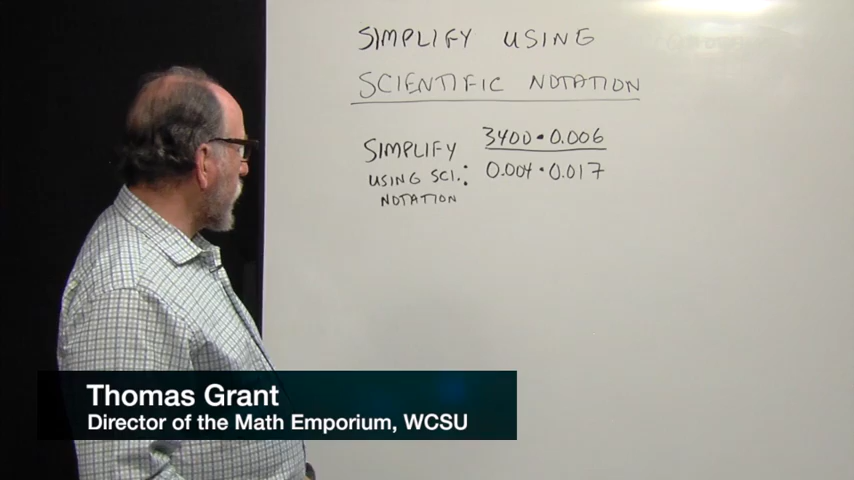 SIMPLIFY USING
SCIENTIFIC NOTATION
SIMPLIFY
USING SCI. :
NOTATION
3400 · 0.006
0.004 · 0.017
Thomas Grant
Director of the Math Emporium, WCSU